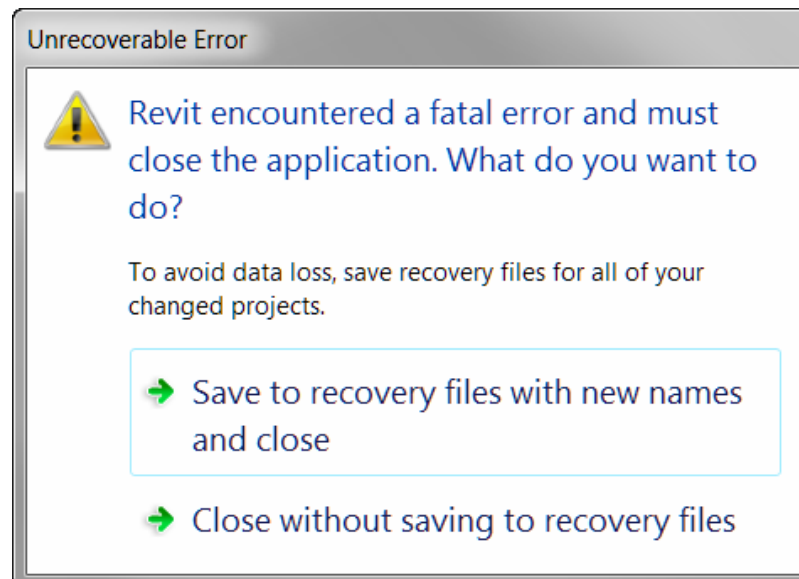 Unrecoverable Error
Revit encountered a fatal error and must
close the application. What do you want to
do?
To avoid data loss, save recovery files for all of your
changed projects.
Save to recovery files with new names
and close
Close without saving to recovery files